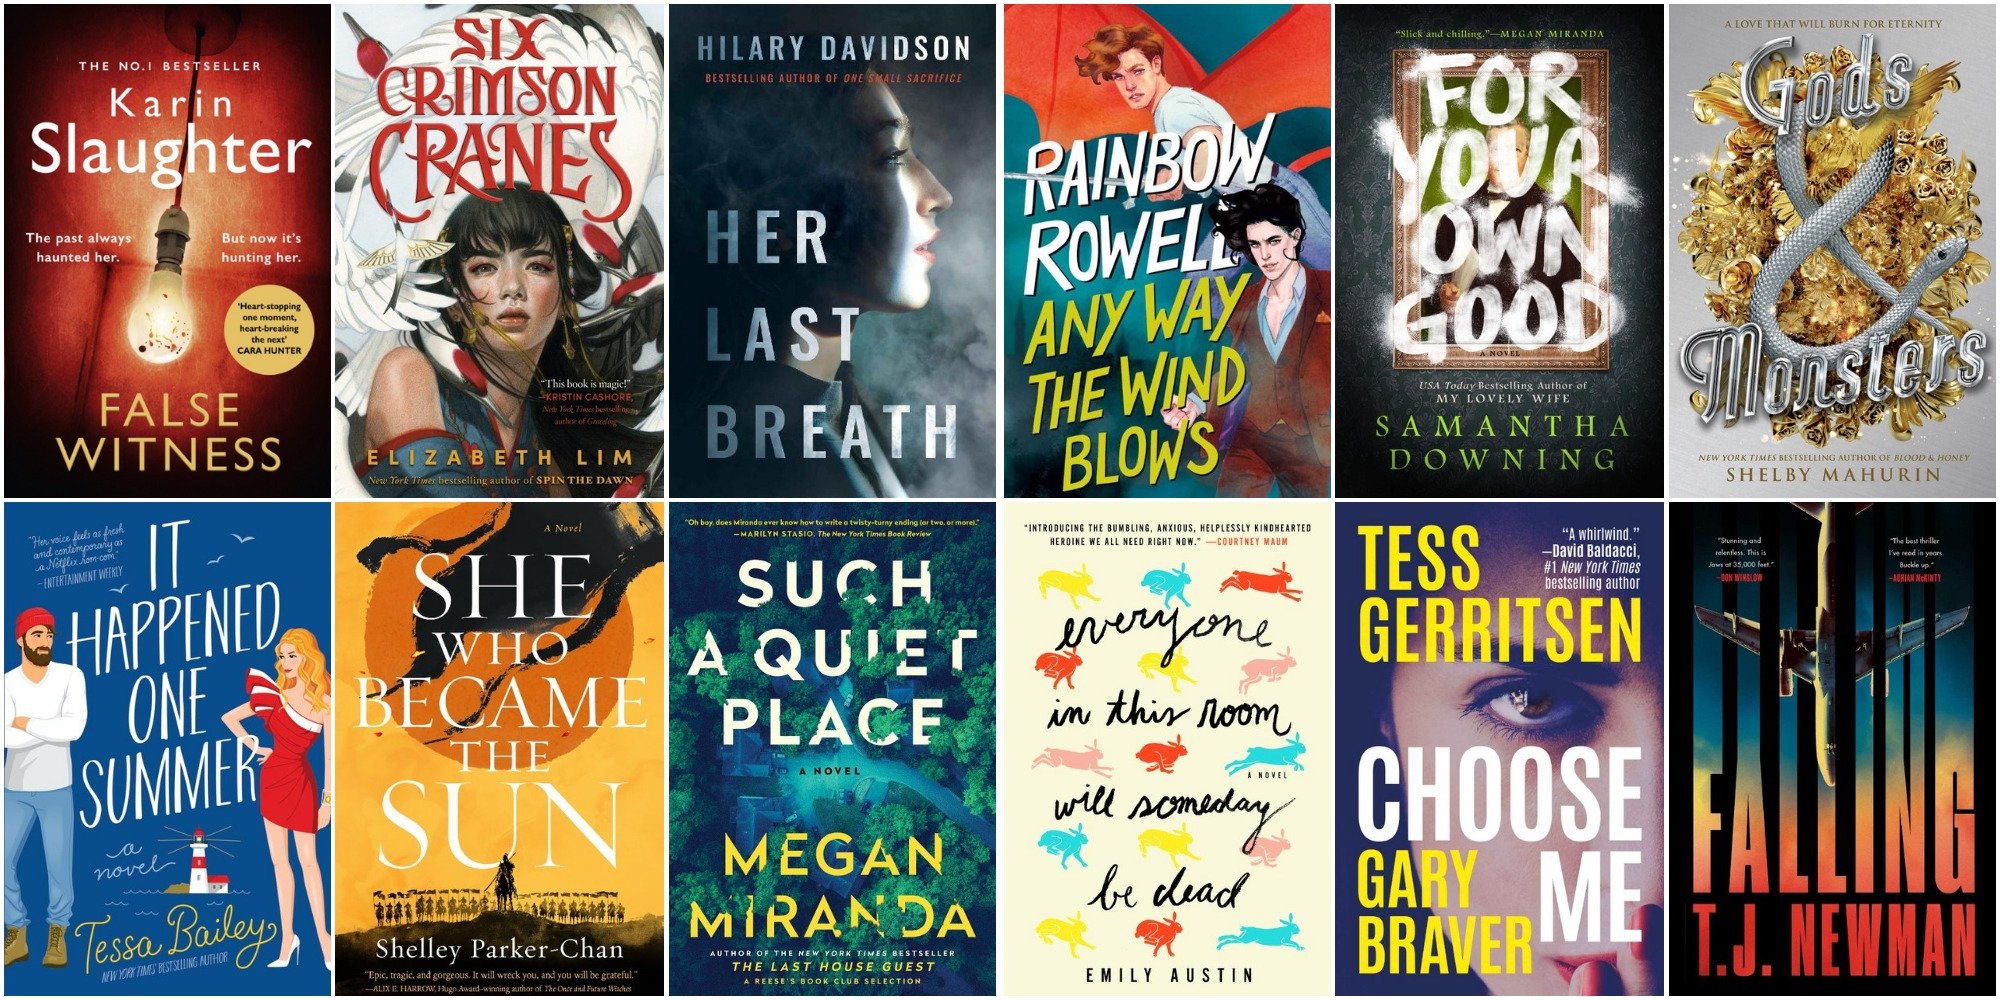 THE NO.1 BESTSELLER
Karin
Slaughter
The past always
haunted her.
But now it's
hunting her.
'Heart-stopping
one moment,
heart-breaking
the next'
CARA HUNTER
FALSE
WITNESS
SIX
CRIMSON
CRANES
"This book is magic!"
—KRISTIN CASHORE,
New York Times bestselling
author of Graceling
ELIZABETH LIM
New York Times bestselling author of SPIN THE DAWN
HILARY DAVIDSON
BESTSELLING AUTHOR OF ONE SMALL SACRIFICE
HER
LAST
BREATH
RAINBOW
ROWELL
ANY WAY
THE WIND
BLOWS
"Slick and chilling."—MEGAN MIRANDA
FOR
YOUR
OWN
GOOD
A NOVEL
USA Today Bestselling Author of
MY LOVELY WIFE
SAMANTHA
DOWNING
A LOVE THAT WILL BURN FOR ETERNITY
Gods
&
Monsters
NEW YORK TIMES BESTSELLING AUTHOR OF BLOOD & HONEY
SHELBY MAHURIN
"Her voice feels as fresh
and contemporary as
a Netflix rom-com."
—ENTERTAINMENT WEEKLY
IT
HAPPENED
ONE
SUMMER
a
novel
Tessa Bailey
NEW YORK TIMES BESTSELLING AUTHOR
A Novel
SHE
WHO
BECAME
THE
SUN
Shelley Parker-Chan
"Epic, tragic, and gorgeous. It will wreck you, and you will be grateful."
—ALIX E. HARROW, Hugo Award–winning author of The Once and Future Witches
"Oh boy, does Miranda ever know how to write a twisty-turny ending (or two, or more)."
—MARILYN STASIO, The New York Times Book Review
SUCH
A QUIET
PLACE
A NOVEL
MEGAN
MIRANDA
AUTHOR OF THE NEW YORK TIMES BESTSELLER
THE LAST HOUSE GUEST
A REESE'S BOOK CLUB SELECTION
"INTRODUCING THE BUMBLING, ANXIOUS, HELPLESSLY KINDHEARTED
HEROINE WE ALL NEED RIGHT NOW." —COURTNEY MAUM
everyone
in this room
A NOVEL
will someday
be dead
EMILY AUSTIN
TESS
GERRITSEN
"A whirlwind."
—David Baldacci,
#1 New York Times
bestselling author
CHOOSE
ME
GARY
BRAVER
"Stunning and
relentless. This is
Jaws at 35,000 feet."
—DON WINSLOW
"The best thriller
I've read in years.
Buckle up."
—ADRIAN McKINTY
FALLING
T.J. NEWMAN